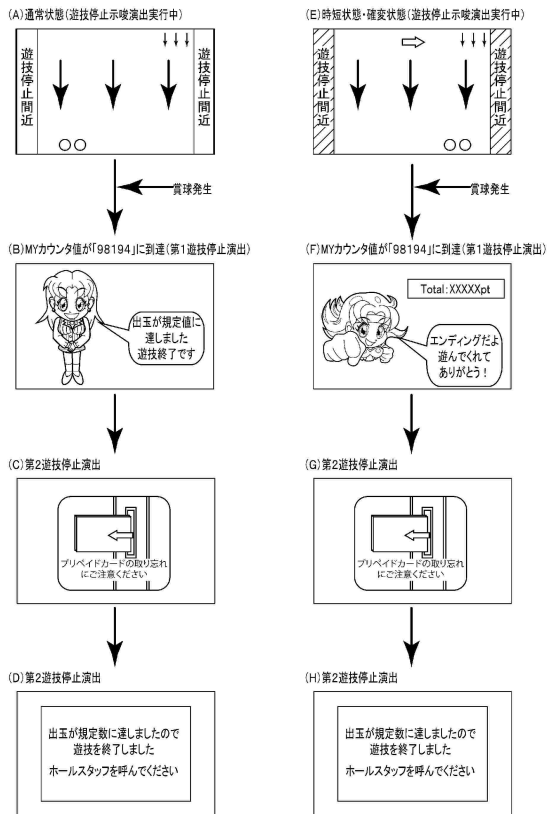 (A)通常状態(遊技停止示唆演出実行中)
遊技停止間近
遊技停止間近
賞球発生
(B)MYカウンタ値が「98194」に到達(第1遊技停止演出)
出玉が規定値に
達しました
遊技終了です
(C)第2遊技停止演出
プリペイドカードの取り忘れ
にご注意ください
(D)第2遊技停止演出
出玉が規定数に達しましたので
遊技を終了しました
ホールスタッフを呼んでください
(E)時短状態・確変状態(遊技停止示唆演出実行中)
遊技停止間近
遊技停止間近
賞球発生
(F)MYカウンタ値が「98194」に到達(第1遊技停止演出)
Total:XXXXXpt
エンディングだよ
遊んでくれて
ありがとう!
(G)第2遊技停止演出
プリペイドカードの取り忘れ
にご注意ください
(H)第2遊技停止演出
出玉が規定数に達しましたので
遊技を終了しました
ホールスタッフを呼んでください